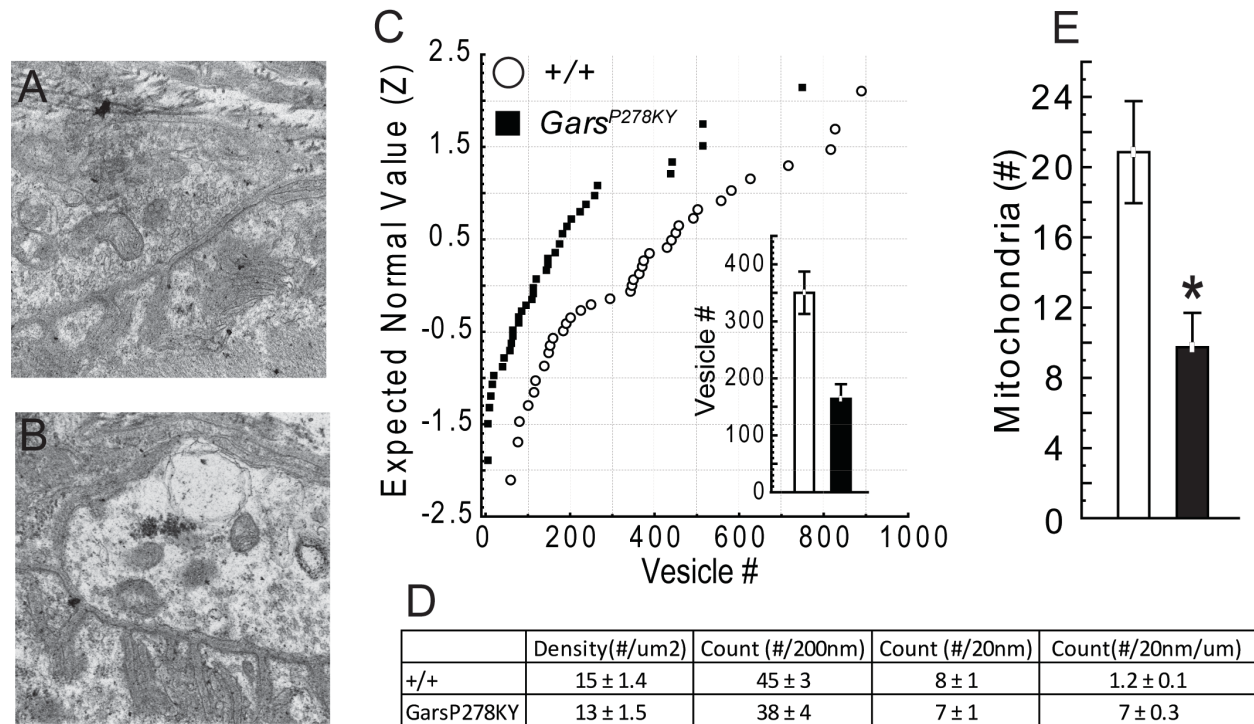 A
B
C
Expected Normal Value (Z)
2.5
1.5
0.5
-0.5
-1.5
-2.5
+/+
Gars^P278KY
0 200 400 600 800 1000
Vesicle #
Vesicle #
400
300
200
100
0
E
Mitochondria (#)
24
20
16
12
8
4
0
*
D
Density(#/um2) Count (#/200nm) Count (#/20nm) Count(#/20nm/um)
+/+ 15 ± 1.4 45 ± 3 8 ± 1 1.2 ± 0.1
GarsP278KY 13 ± 1.5 38 ± 4 7 ± 1 7 ± 0.3